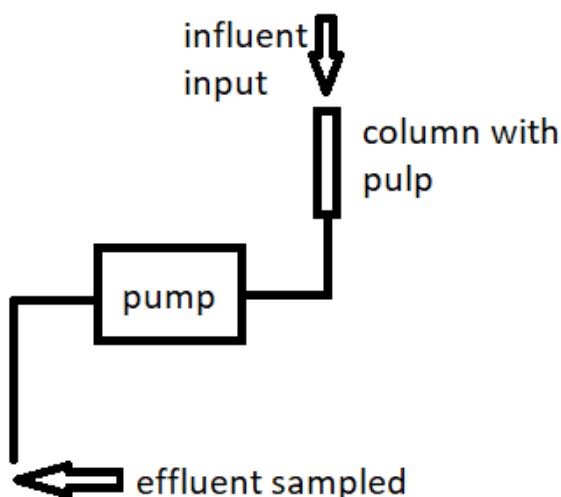 influent
input
column with
pulp
pump
effluent sampled